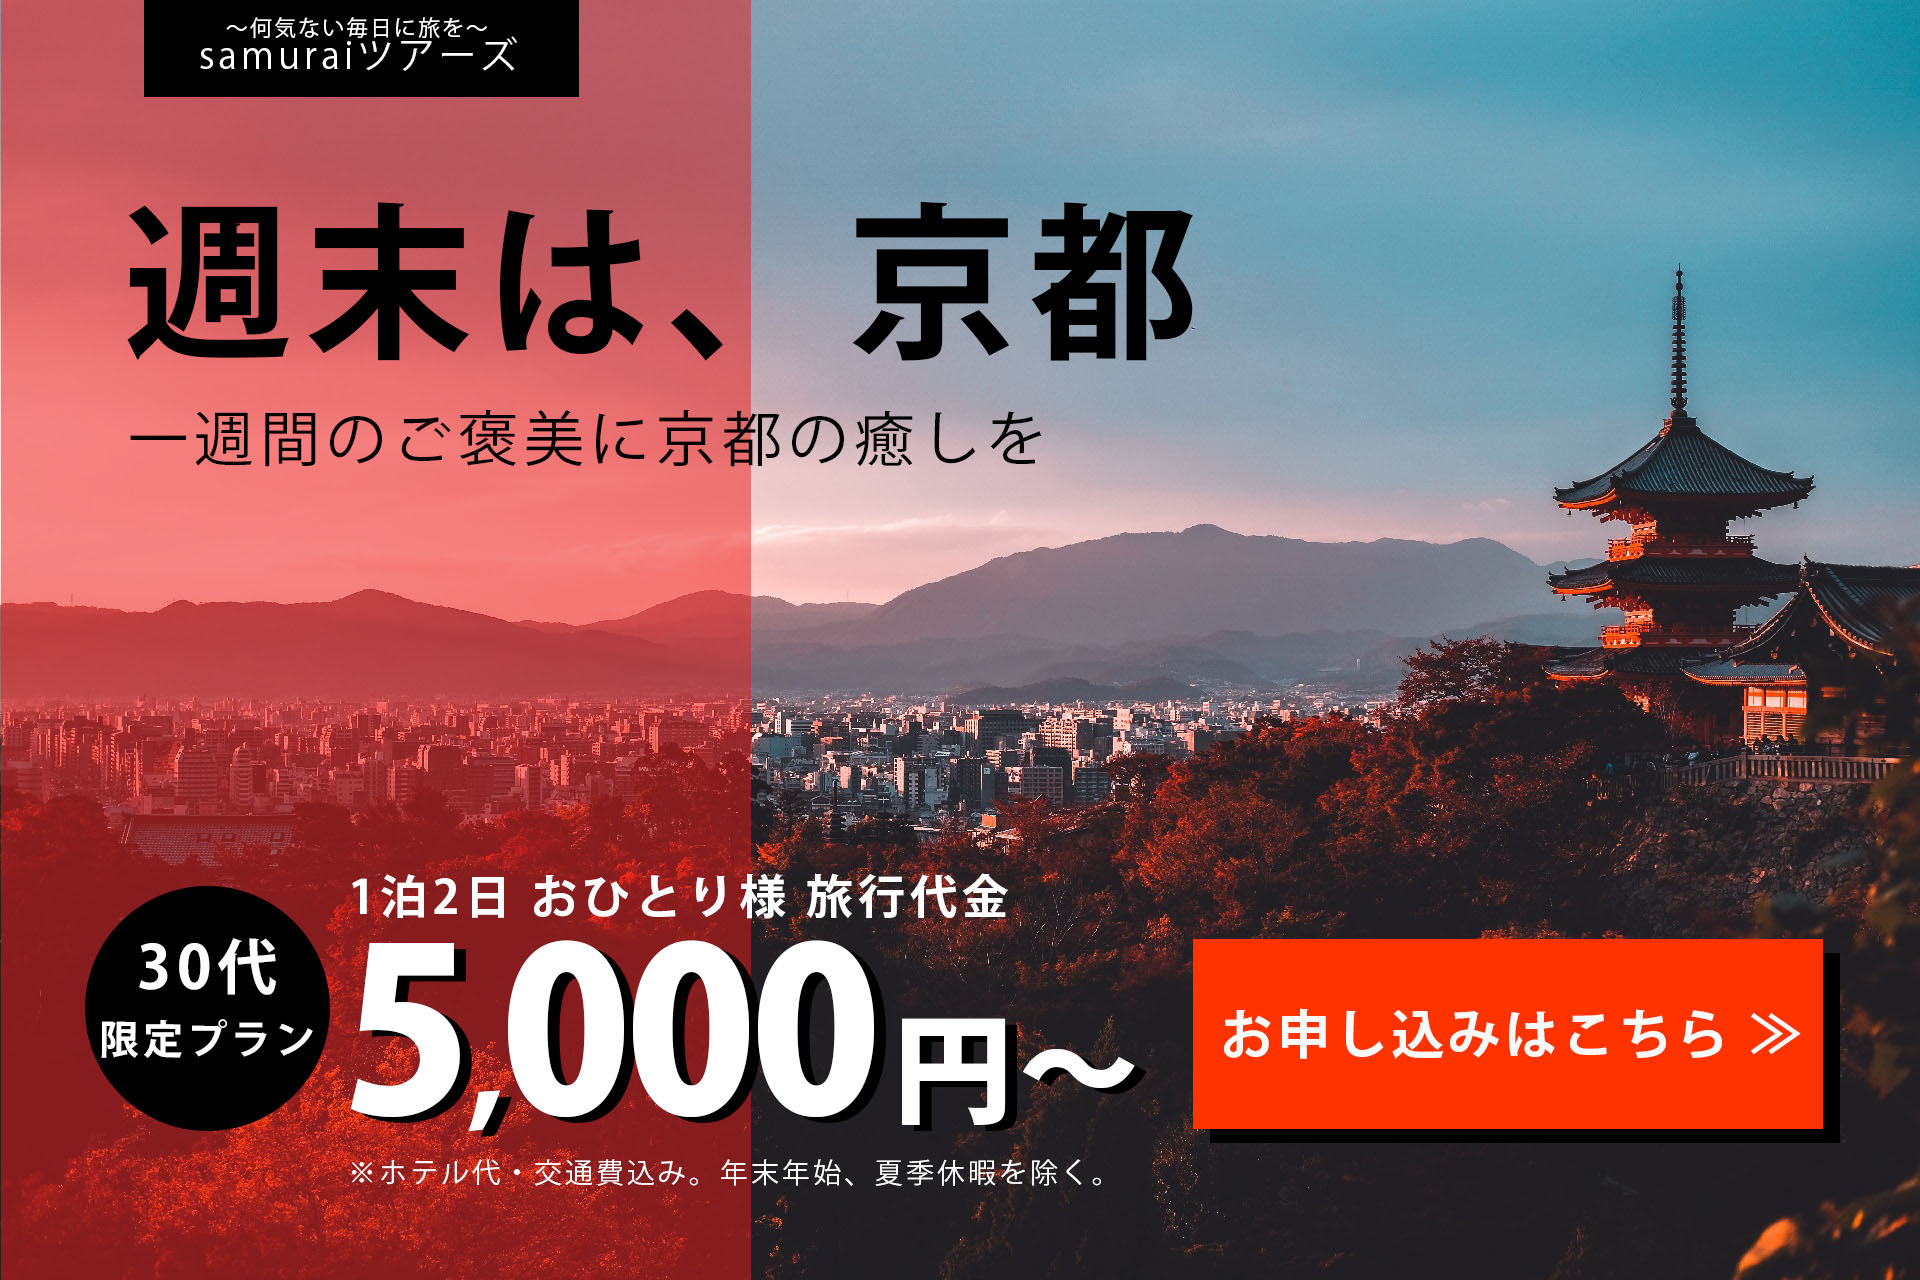 ～何気ない毎日に旅を～
samuraiツアーズ
週末は、京都
一週間のご褒美に京都の癒しを
30代
限定プラン
1泊2日 おひとり様 旅行代金
5,000円～
※ホテル代・交通費込み。年末年始、夏季休暇を除く。
お申し込みはこちら ≫